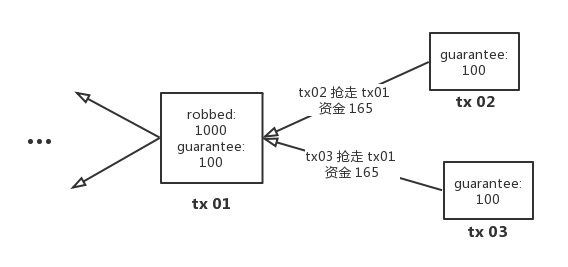 ...
robbed:
1000
guarantee:
100
tx 01
tx02 抢走 tx01
资金 165
tx03 抢走 tx01
资金 165
guarantee:
100
tx 02
guarantee:
100
tx 03